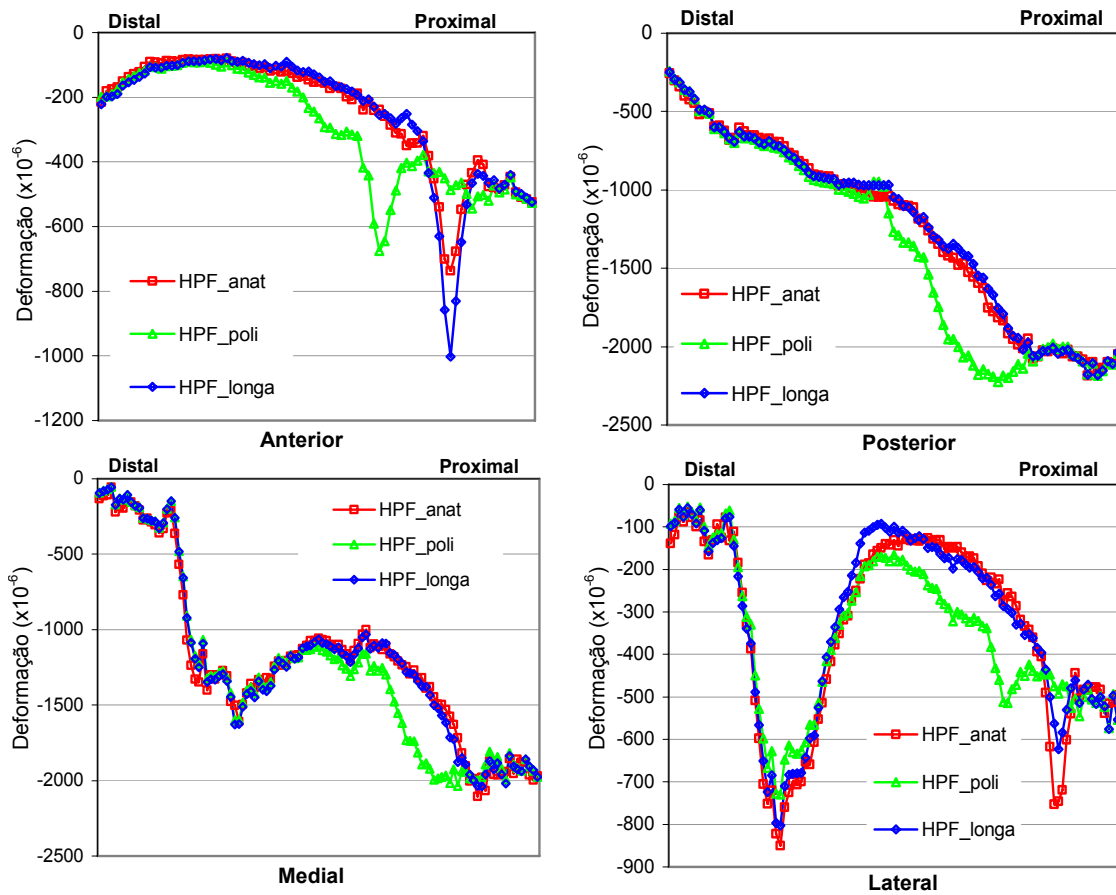 Distal Proximal
0
-200
-400
-600
-800
-1000
-1200
Deformação (x10-6)
HPF_anat
HPF_poli
HPF_longa
Anterior
Distal Proximal
0
-500
-1000
-1500
-2000
-2500
Deformação (x10-6)
HPF_anat
HPF_poli
HPF_longa
Posterior
Distal Proximal
0
-500
-1000
-1500
-2000
-2500
Deformação (x10-6)
HPF_anat
HPF_poli
HPF_longa
Medial
Distal Proximal
0
-100
-200
-300
-400
-500
-600
-700
-800
-900
Deformação (x10-6)
HPF_anat
HPF_poli
HPF_longa
Lateral